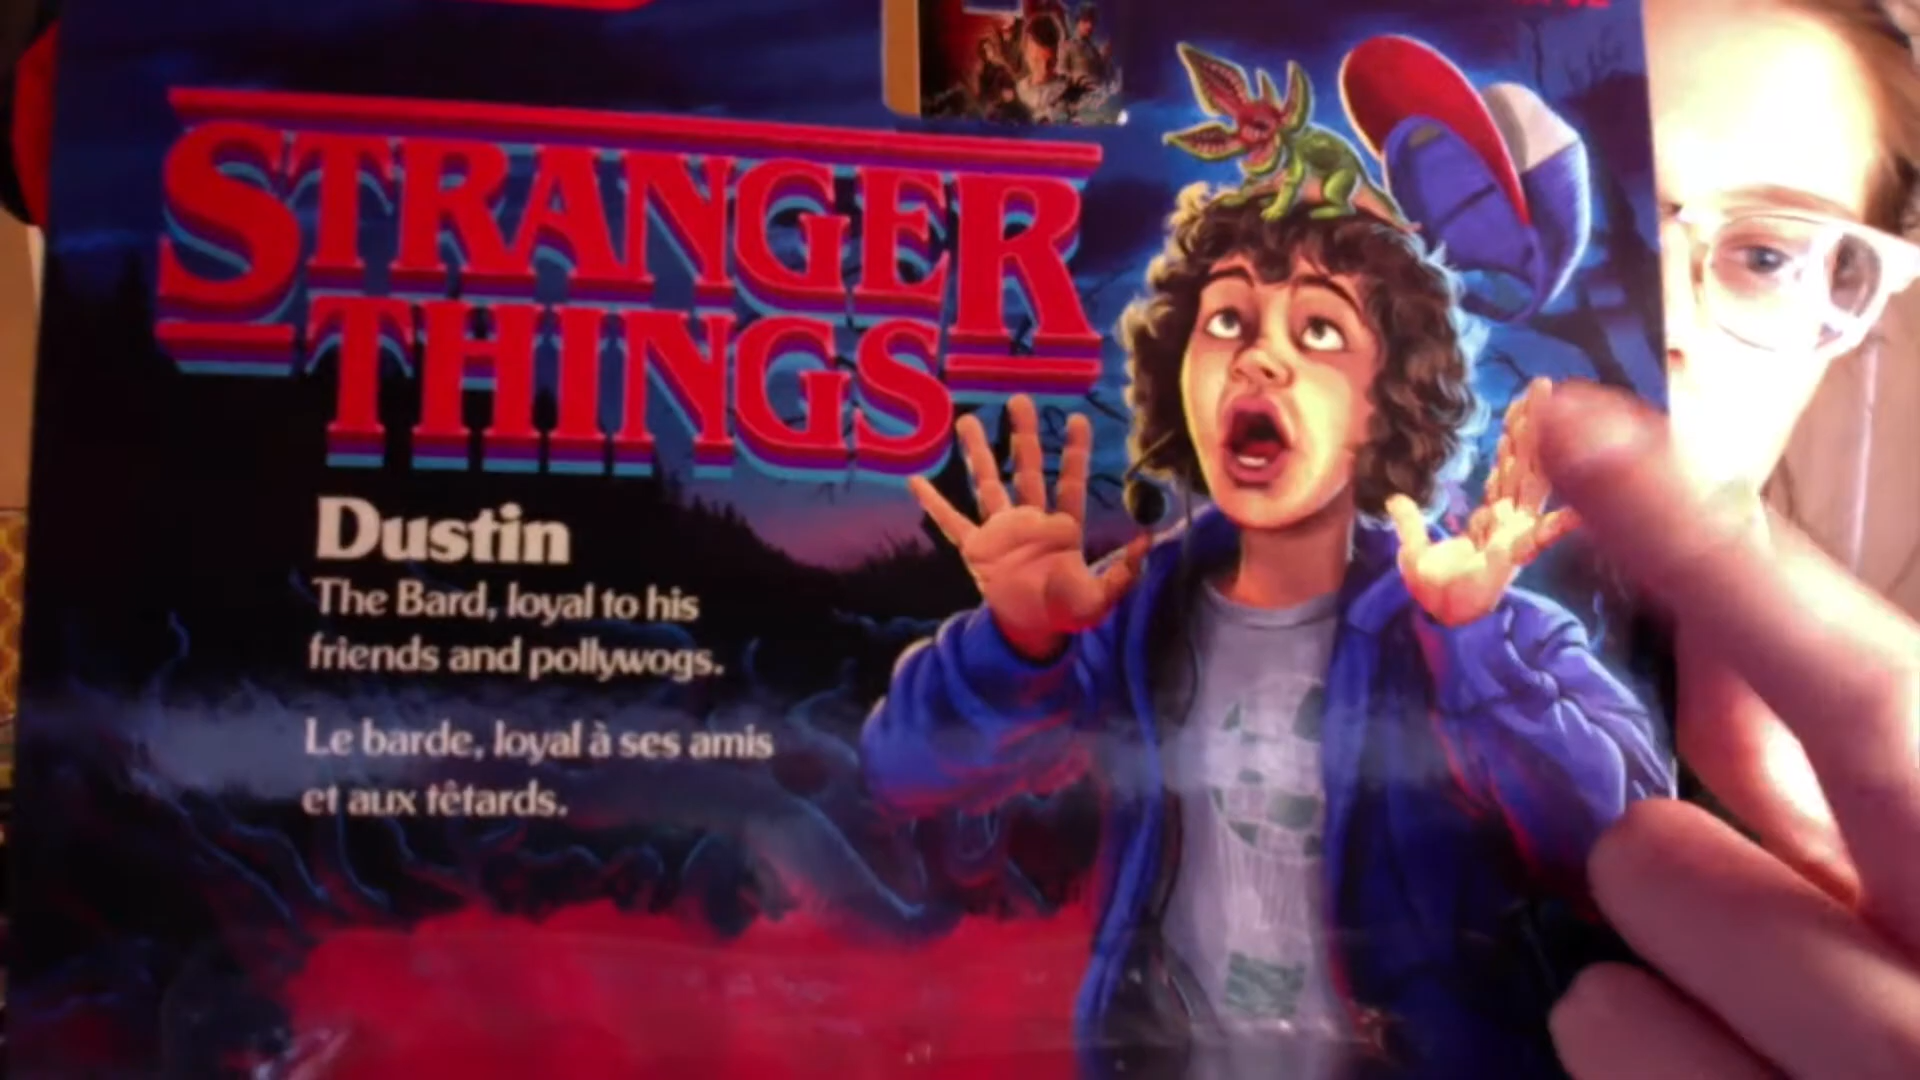 STRANGER
THINGS
Dustin
The Bard, loyal to his
friends and pollywogs.
Le barde, loyal à ses amis
et aux têtards.